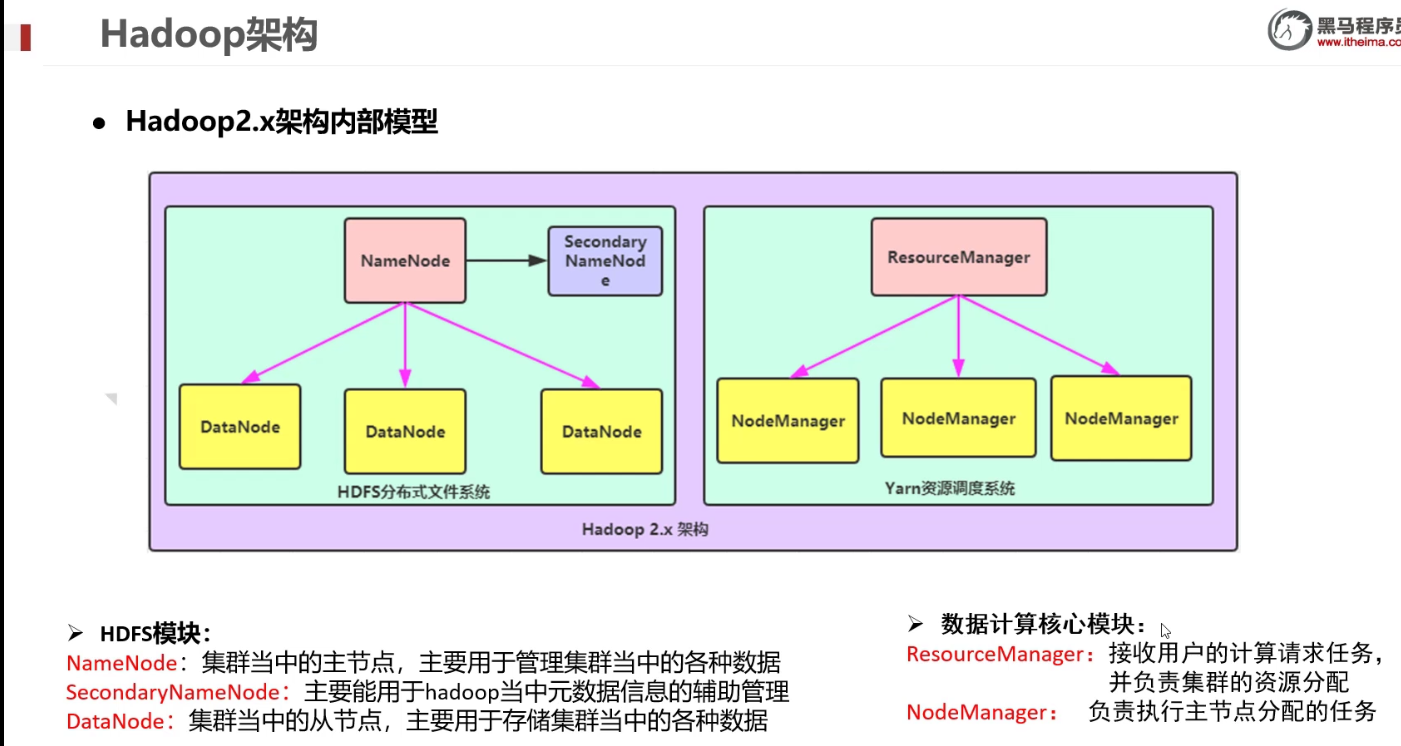 Hadoop架构
黑马程序员
www.itheima.co
● Hadoop2.x架构内部模型
NameNode
Secondary
NameNod
e
DataNode
DataNode
DataNode
HDFS分布式文件系统
ResourceManager
NodeManager
NodeManager
NodeManager
Yarn资源调度系统
Hadoop 2.x 架构
➢ HDFS模块：
NameNode：集群当中的主节点，主要用于管理集群当中的各种数据
SecondaryNameNode：主要能用于hadoop当中元数据信息的辅助管理
DataNode：集群当中的从节点，主要用于存储集群当中的各种数据
➢ 数据计算核心模块：
ResourceManager：接收用户的计算请求任务，
并负责集群的资源分配
NodeManager： 负责执行主节点分配的任务